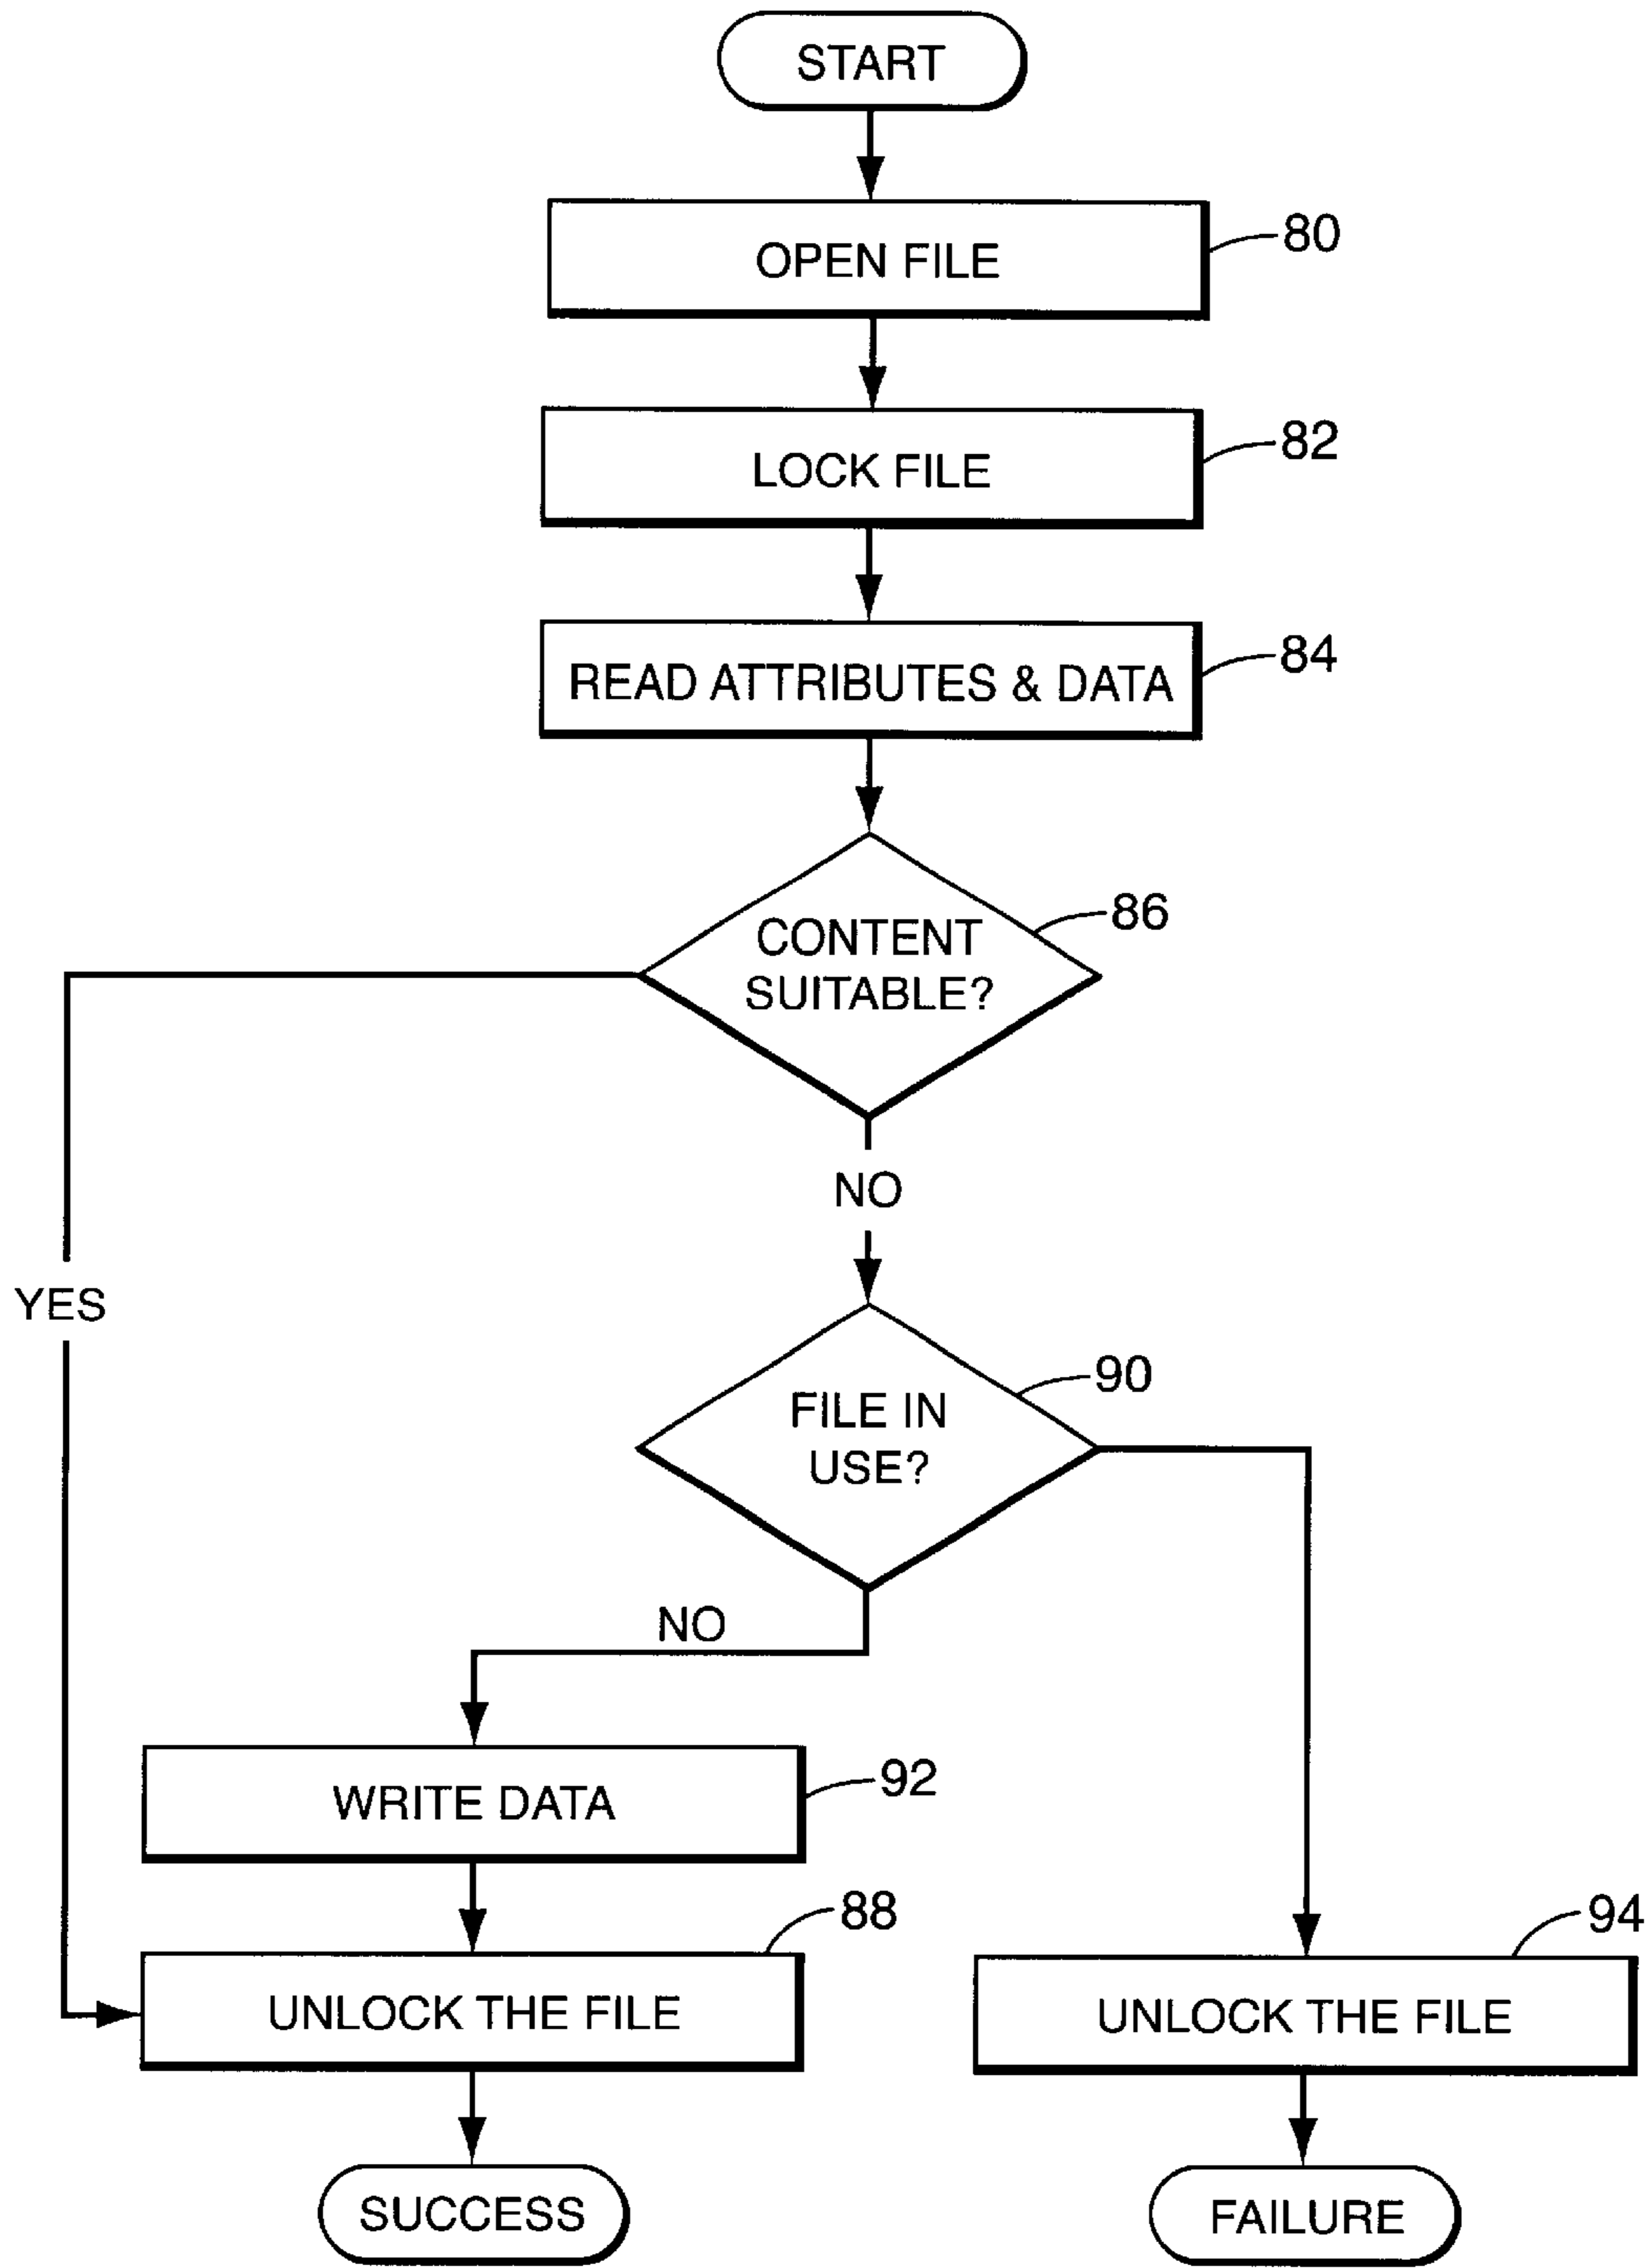 START
OPEN FILE
80
LOCK FILE
82
READ ATTRIBUTES & DATA
84
CONTENT
SUITABLE?
86
NO
YES
FILE IN
USE?
90
NO
WRITE DATA
92
UNLOCK THE FILE
88
UNLOCK THE FILE
94
SUCCESS
FAILURE